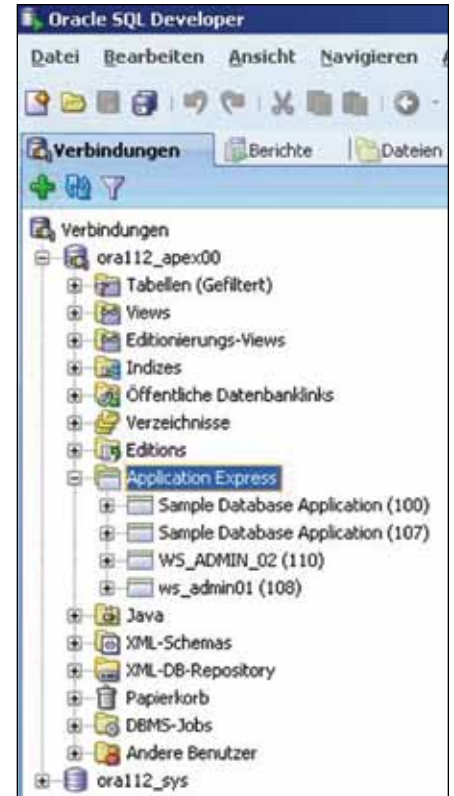 Oracle SQL Developer
Datei Bearbeiten Ansicht Navigieren
Verbindungen Berichte Dateien
Verbindungen
ora112_apex00
Tabellen (Gefiltert)
Views
Editionierungs-Views
Indizes
Öffentliche Datenbanklinks
Verzeichnisse
Editions
Application Express
Sample Database Application (100)
Sample Database Application (107)
WS_ADMIN_02 (110)
ws_admin01 (108)
Java
XML-Schemas
XML-DB-Repository
Papierkorb
DBMS-Jobs
Andere Benutzer
ora112_sys